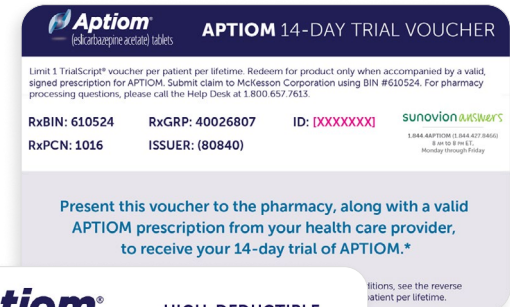 Aptiom®
(eslicarbazepine acetate) tablets
APTIOM 14-DAY TRIAL VOUCHER
Limit 1 TrialScript® voucher per patient per lifetime. Redeem for product only when accompanied by a valid,
signed prescription for APTIOM. Submit claim to McKesson Corporation using BIN #610524. For pharmacy
processing questions, please call the Help Desk at 1.800.657.7613.
RxBIN: 610524 RxGRP: 40026807 ID: [XXXXXXX]
RxPCN: 1016 ISSUER: (80840)
sunovion answers
1.844.4APTIOM (1.844.427.8466)
8 AM TO 8 PM ET,
Monday through Friday
Present this voucher to the pharmacy, along with a valid
APTIOM prescription from your health care provider,
to receive your 14-day trial of APTIOM.*
itions, see the reverse
patient per lifetime.
tiom®
HIGH-DEDUCTIBLE